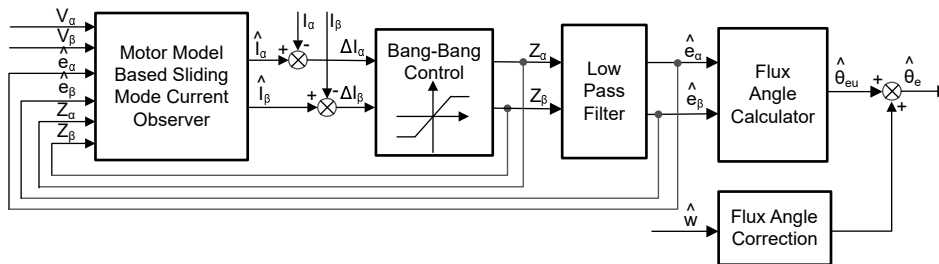 Vα
Vβ
êα
êβ
Zα
Zβ
Motor Model
Based Sliding
Mode Current
Observer
Îα
Îβ
Iα
Iβ
+
-
+
-
ΔIα
ΔIβ
Bang-Bang
Control
Zα
Zβ
Low
Pass
Filter
êα
êβ
Flux
Angle
Calculator
θ̂eu
+
+
θ̂e
ŵ
Flux Angle
Correction